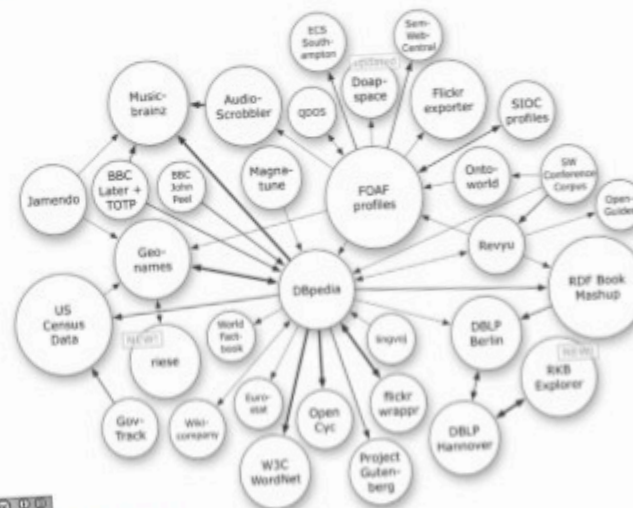 ECS
South-
ampton
Sem-
Web-
Central
Doap-
space
Music-
brainz
Audio-
Scrobbler
QDOS
Flickr
exporter
SIOC
profiles
Jamendo
BBC
Later +
TOTP
BBC
John
Peel
Magna-
tune
FOAF
profiles
Onto-
world
SW
Conference
Corpus
Open-
Guides
Geo-
names
Revyu
US
Census
Data
NEW!
riese
DBpedia
RDF Book
Mashup
World
Fact-
book
lingvoj
DBLP
Berlin
NEW!
RKB
Explorer
Gov-
Track
Wiki-
company
Euro-
stat
Open
Cyc
flickr
wrappr
W3C
WordNet
Project
Guten-
berg
DBLP
Hannover